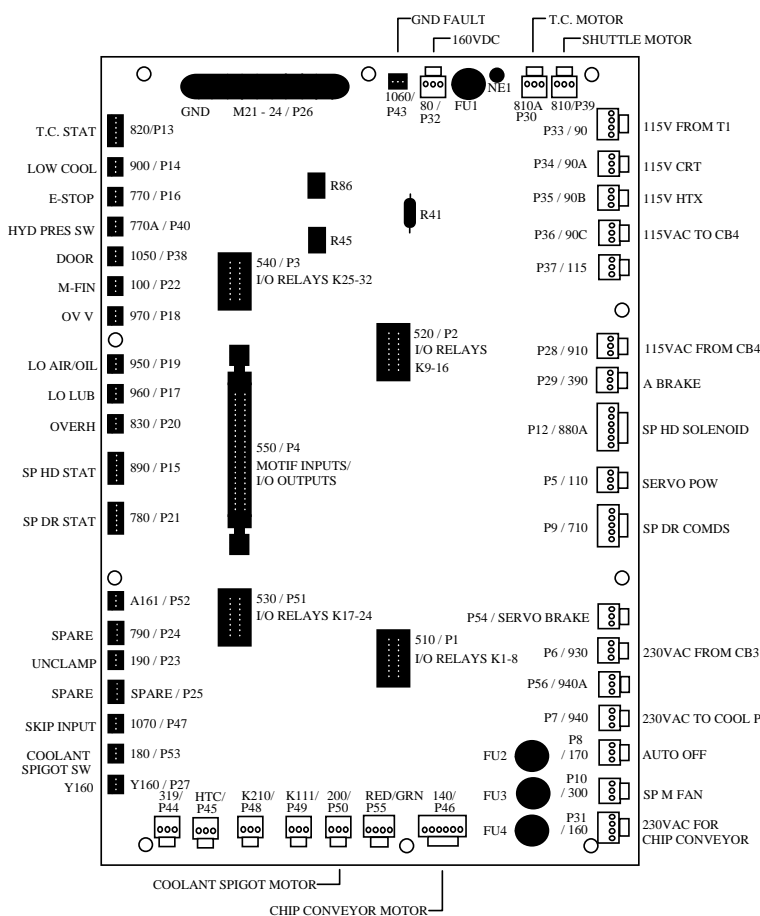 GND FAULT
160VDC
T.C. MOTOR
SHUTTLE MOTOR
GND
M21 - 24 / P26
1060/
P43
80 /
P32
FU1
NE1
810A
P30
810/P39
T.C. STAT
820/P13
LOW COOL
900 / P14
E-STOP
770 / P16
HYD PRES SW
770A / P40
DOOR
1050 / P38
M-FIN
100 / P22
OV V
970 / P18
LO AIR/OIL
950 / P19
LO LUB
960 / P17
OVERH
830 / P20
SP HD STAT
890 / P15
SP DR STAT
780 / P21
A161 / P52
SPARE
790 / P24
UNCLAMP
190 / P23
SPARE
SPARE / P25
SKIP INPUT
1070 / P47
COOLANT
SPIGOT SW
180 / P53
Y160
Y160 / P27
R86
R45
R41
540 / P3
I/O RELAYS K25-32
520 / P2
I/O RELAYS
K9-16
550 / P4
MOTIF INPUTS/
I/O OUTPUTS
530 / P51
I/O RELAYS K17-24
510 / P1
I/O RELAYS K1-8
P33 / 90
115V FROM T1
P34 / 90A
115V CRT
P35 / 90B
115V HTX
P36 / 90C
115VAC TO CB4
P37 / 115
P28 / 910
115VAC FROM CB4
P29 / 390
A BRAKE
P12 / 880A
SP HD SOLENOID
P5 / 110
SERVO POW
P9 / 710
SP DR COMDS
P54 / SERVO BRAKE
P6 / 930
230VAC FROM CB3
P56 / 940A
P7 / 940
230VAC TO COOL P
FU2
P8
/ 170
AUTO OFF
FU3
P10
/ 300
SP M FAN
FU4
P31
/ 160
230VAC FOR
CHIP CONVEYOR
319/
P44
HTC/
P45
K210/
P48
K111/
P49
200/
P50
RED/GRN
P55
140/
P46
COOLANT SPIGOT MOTOR
CHIP CONVEYOR MOTOR